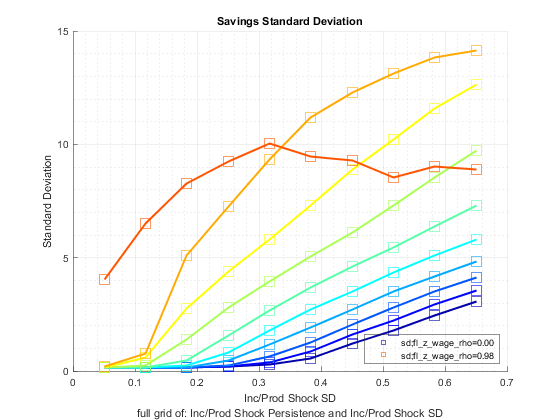 Savings Standard Deviation
15
10
5
0
Standard Deviation
0
0.1
0.2
0.3
0.4
0.5
0.6
0.7
sd;fl_z_wage_rho=0.00
sd;fl_z_wage_rho=0.98
Inc/Prod Shock SD
full grid of: Inc/Prod Shock Persistence and Inc/Prod Shock SD